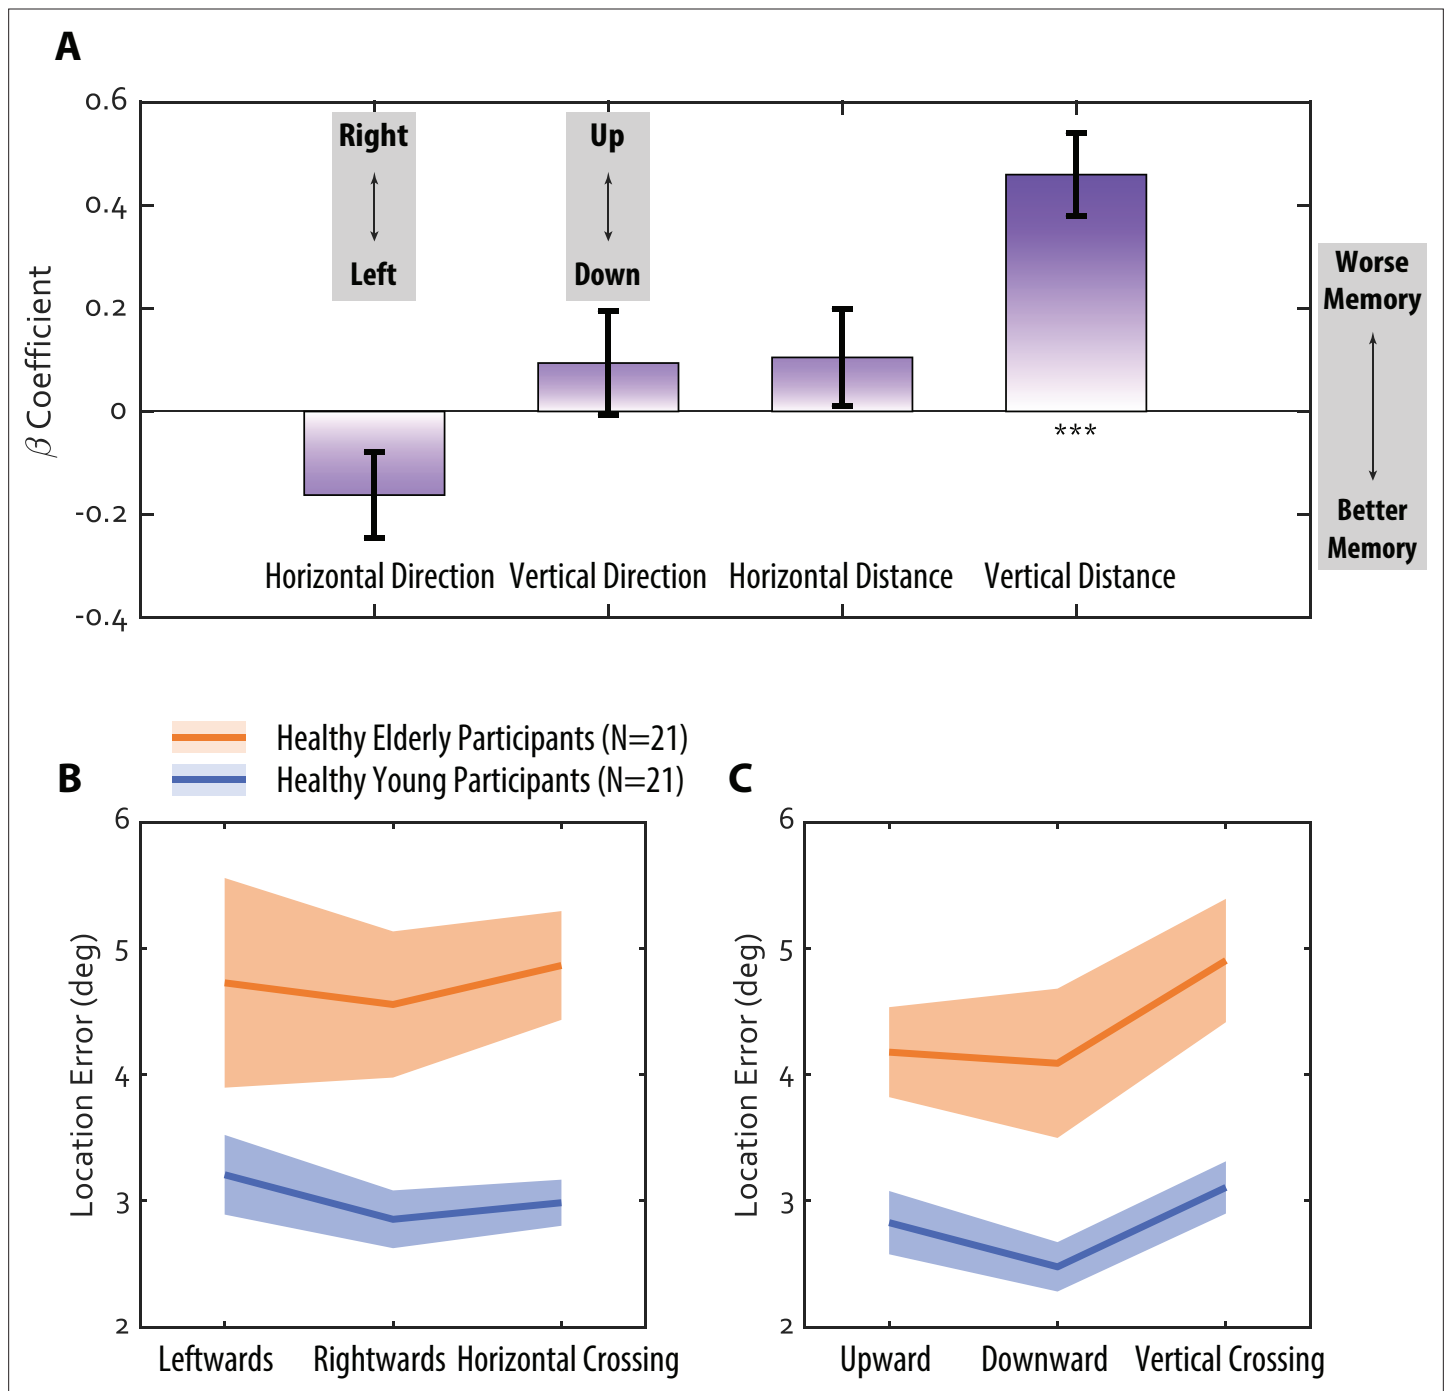 A
0.6
0.4
0.2
0
-0.2
-0.4
β Coefficient
Right
Left
Up
Down
***
Worse
Memory
Better
Memory
Horizontal Direction
Vertical Direction
Horizontal Distance
Vertical Distance
Healthy Elderly Participants (N=21)
Healthy Young Participants (N=21)
B
6
5
4
3
2
Location Error (deg)
Leftwards
Rightwards
Horizontal Crossing
C
6
5
4
3
2
Location Error (deg)
Upward
Downward
Vertical Crossing